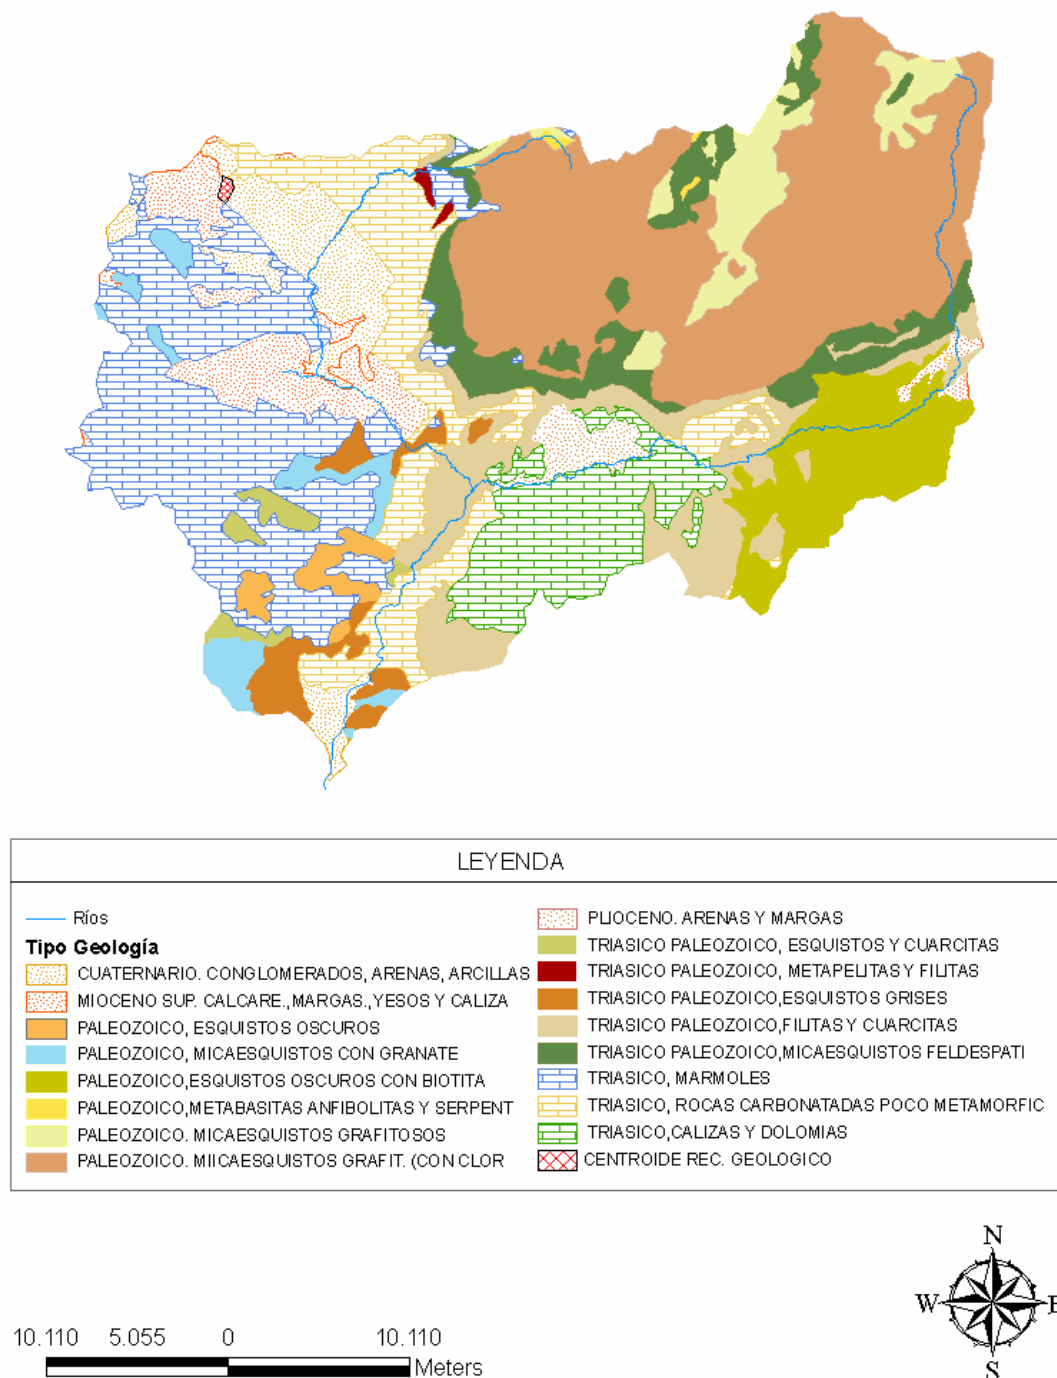 LEYENDA
Ríos
Tipo Geología
CUATERNARIO. CONGLOMERADOS, ARENAS, ARCILLAS
MIOCENO SUP. CALCARE.,MARGAS.,YESOS Y CALIZA
PALEOZOICO, ESQUISTOS OSCUROS
PALEOZOICO, MICAESQUISTOS CON GRANATE
PALEOZOICO,ESQUISTOS OSCUROS CON BIOTITA
PALEOZOICO,METABASITAS ANFIBOLITAS Y SERPENT
PALEOZOICO. MICAESQUISTOS GRAFITOSOS
PALEOZOICO. MIICAESQUISTOS GRAFIT. (CON CLOR
PLIOCENO. ARENAS Y MARGAS
TRIASICO PALEOZOICO, ESQUISTOS Y CUARCITAS
TRIASICO PALEOZOICO, METAPELITAS Y FILITAS
TRIASICO PALEOZOICO,ESQUISTOS GRISES
TRIASICO PALEOZOICO,FILITAS Y CUARCITAS
TRIASICO PALEOZOICO,MICAESQUISTOS FELDESPATI
TRIASICO, MARMOLES
TRIASICO, ROCAS CARBONATADAS POCO METAMORFIC
TRIASICO,CALIZAS Y DOLOMIAS
CENTROIDE REC. GEOLOGICO
N
W E
S
10.110 5.055 0 10.110
Meters